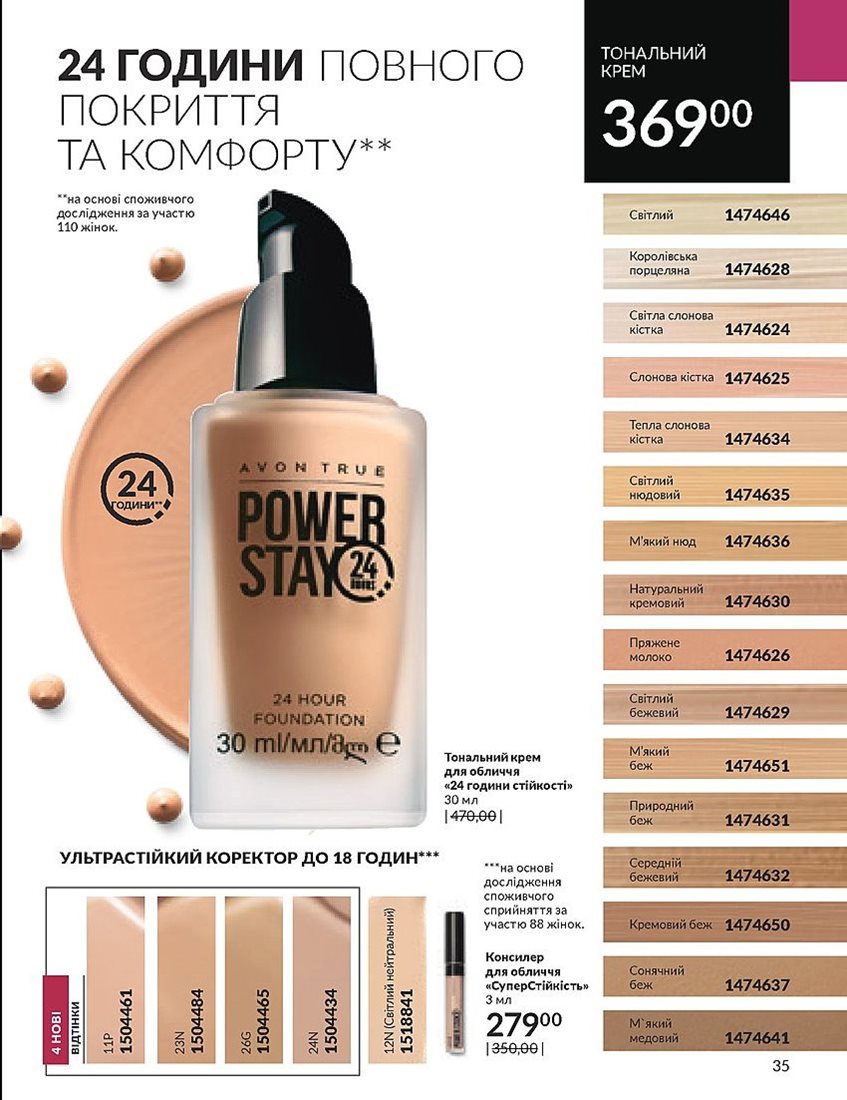 24 ГОДИНИ ПОВНОГО
ПОКРИТТЯ
ТА КОМФОРТУ**
**на основі споживчого
дослідження за участю
110 жінок.
ТОНАЛЬНИЙ
КРЕМ
369⁰⁰
24
ГОДИНИ**
AVON TRUE
POWER
STAY 24
HOURS
24 HOUR
FOUNDATION
30 ml/мл/მლ e
Тональний крем
для обличчя
«24 години стійкості»
30 мл
|470,00|
Світлий 1474646
Королівська
порцеляна 1474628
Світла слонова
кістка 1474624
Слонова кістка 1474625
Тепла слонова
кістка 1474634
Світлий
нюдовий 1474635
М'який нюд 1474636
Натуральний
кремовий 1474630
Пряжене
молоко 1474626
Світлий
бежевий 1474629
М'який
беж 1474651
Природний
беж 1474631
Середній
бежевий 1474632
Кремовий беж 1474650
Сонячний
беж 1474637
М`який
медовий 1474641
УЛЬТРАСТІЙКИЙ КОРЕКТОР ДО 18 ГОДИН***
4 НОВІ
ВІДТІНКИ
11P
1504461
23N
1504484
26G
1504465
24N
1504434
12N (Світлий нейтральний)
1518841
***на основі
дослідження
споживчого
сприйняття за
участю 88 жінок.
Консилер
для обличчя
«СуперСтійкість»
3 мл
279⁰⁰
|350,00|
35